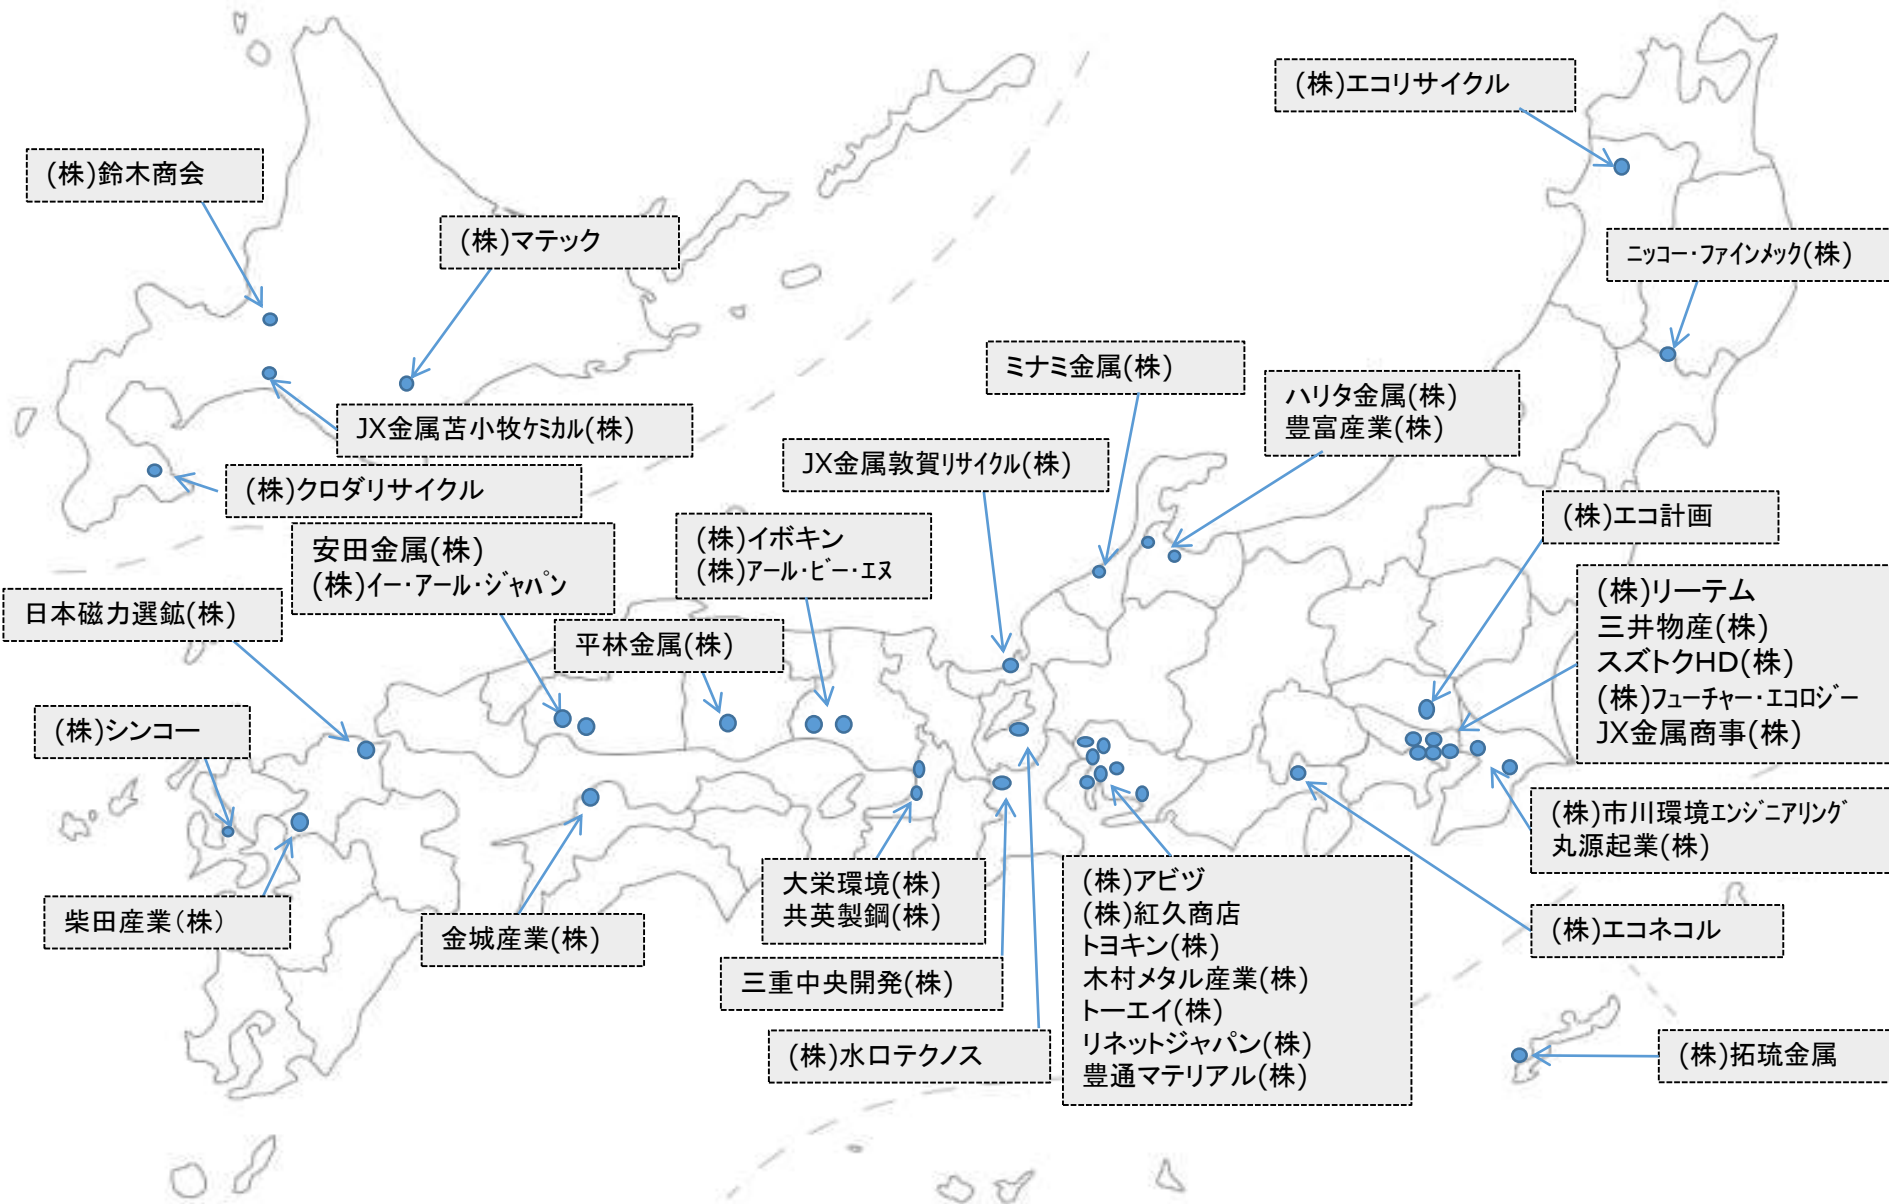 (株)エコリサイクル
(株)鈴木商会
(株)マテック
ニッコー・ファインメック(株)
ミナミ金属(株)
ハリタ金属(株)
豊富産業(株)
JX金属苫小牧ケミカル(株)
JX金属敦賀リサイクル(株)
(株)クロダリサイクル
(株)エコ計画
安田金属(株)
(株)イー・アール・ジャパン
(株)イボキン
(株)アール・ビー・エヌ
日本磁力選鉱(株)
平林金属(株)
(株)リーテム
三井物産(株)
スズトクHD(株)
(株)フューチャー・エコロジー
JX金属商事(株)
(株)シンコー
(株)市川環境エンジニアリング
丸源起業(株)
大栄環境(株)
共英製鋼(株)
(株)アビヅ
(株)紅久商店
トヨキン(株)
木村メタル産業(株)
トーエイ(株)
リネットジャパン(株)
豊通マテリアル(株)
柴田産業(株)
金城産業(株)
(株)エコネコル
三重中央開発(株)
(株)水口テクノス
(株)拓琉金属